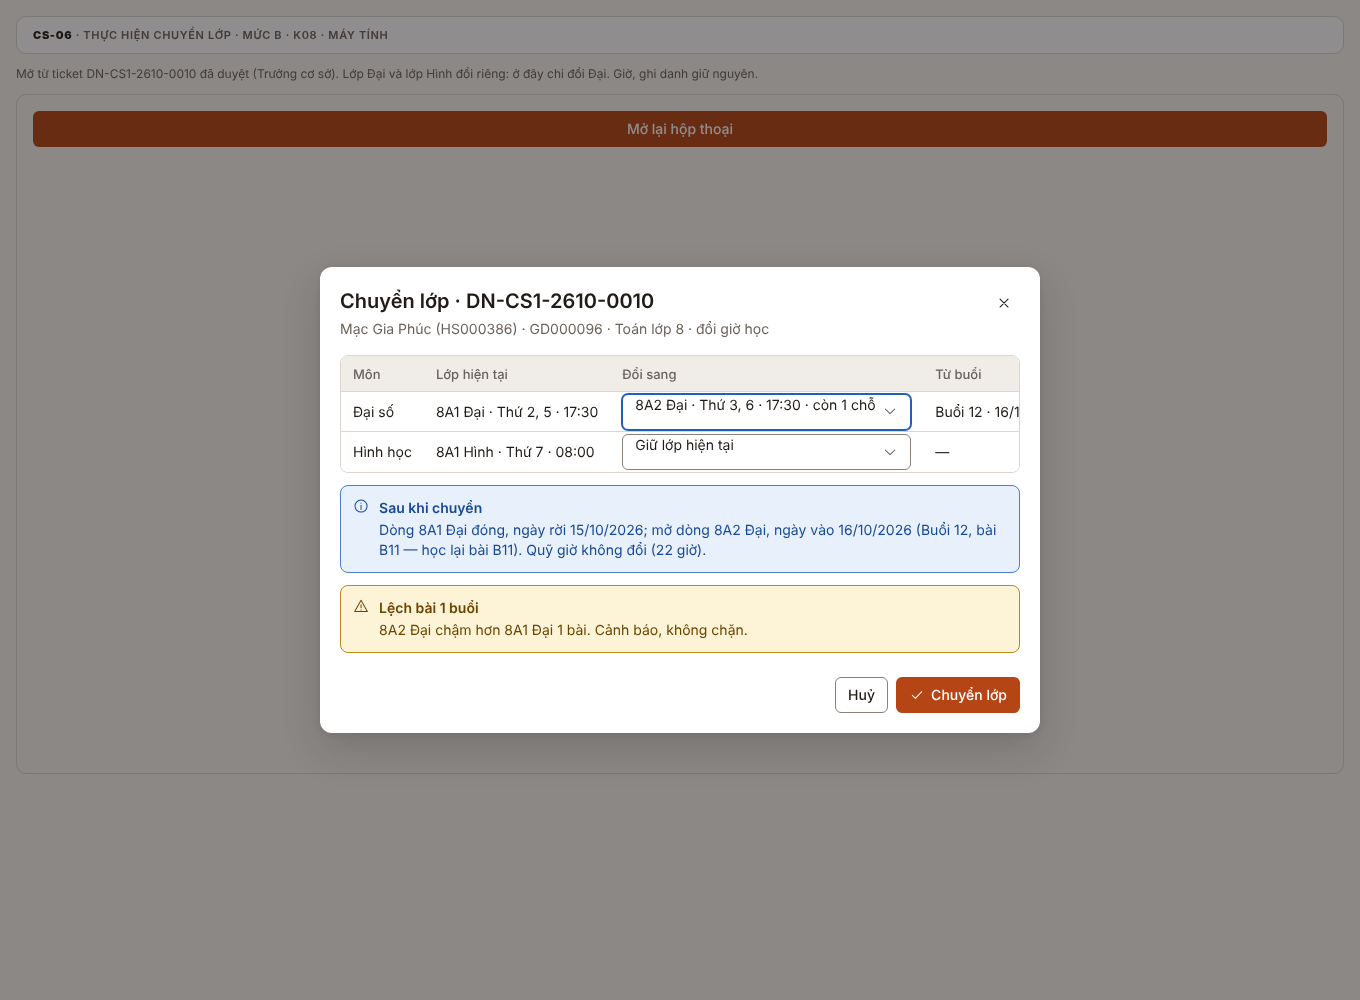 CS-06 · THỰC HIỆN CHUYỂN LỚP · MỨC B · K08 · MÁY TÍNH
Mở từ ticket DN-CS1-2610-0010 đã duyệt (Trưởng cơ sở). Lớp Đại và lớp Hình đổi riêng: ở đây chỉ đổi Đại. Giờ, ghi danh giữ nguyên.
Mở lại hộp thoại
Chuyển lớp · DN-CS1-2610-0010
Mạc Gia Phúc (HS000386) · GD000096 · Toán lớp 8 · đổi giờ học
Môn Lớp hiện tại Đổi sang Từ buổi
Đại số 8A1 Đại · Thứ 2, 5 · 17:30 8A2 Đại · Thứ 3, 6 · 17:30 · còn 1 chỗ Buổi 12 · 16/1
Hình học 8A1 Hình · Thứ 7 · 08:00 Giữ lớp hiện tại —
Sau khi chuyển
Dòng 8A1 Đại đóng, ngày rời 15/10/2026; mở dòng 8A2 Đại, ngày vào 16/10/2026 (Buổi 12, bài
B11 — học lại bài B11). Quỹ giờ không đổi (22 giờ).
Lệch bài 1 buổi
8A2 Đại chậm hơn 8A1 Đại 1 bài. Cảnh báo, không chặn.
Huỷ Chuyển lớp